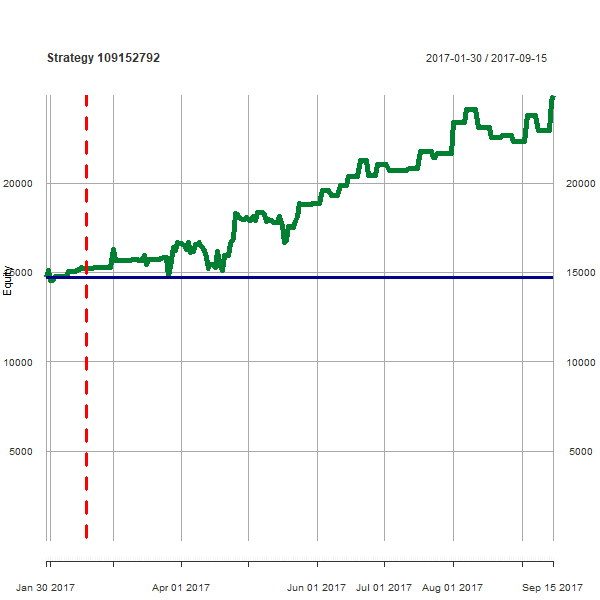 Strategy 109152792
2017-01-30 / 2017-09-15
20000
20000
Equity
15000
15000
10000
10000
5000
5000
Jan 30 2017
Apr 01 2017
Jun 01 2017
Jul 01 2017
Aug 01 2017
Sep 15 2017